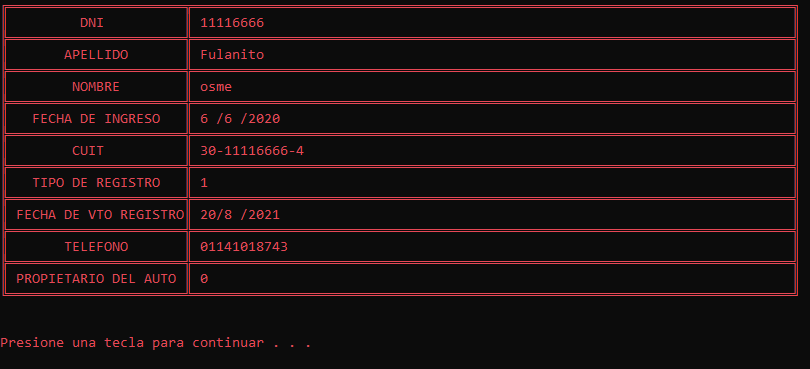 DNI 11116666
APELLIDO Fulanito
NOMBRE osme
FECHA DE INGRESO 6 /6 /2020
CUIT 30-11116666-4
TIPO DE REGISTRO 1
FECHA DE VTO REGISTRO 20/8 /2021
TELEFONO 01141018743
PROPIETARIO DEL AUTO 0
Presione una tecla para continuar . . .